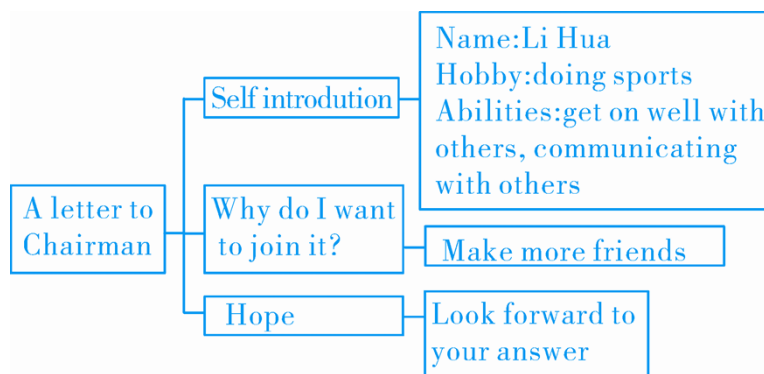 A letter to
Chairman
Self introdution
Name:Li Hua
Hobby:doing sports
Abilities:get on well with
others, communicating
with others
Why do I want
to join it?
Make more friends
Hope
Look forward to
your answer